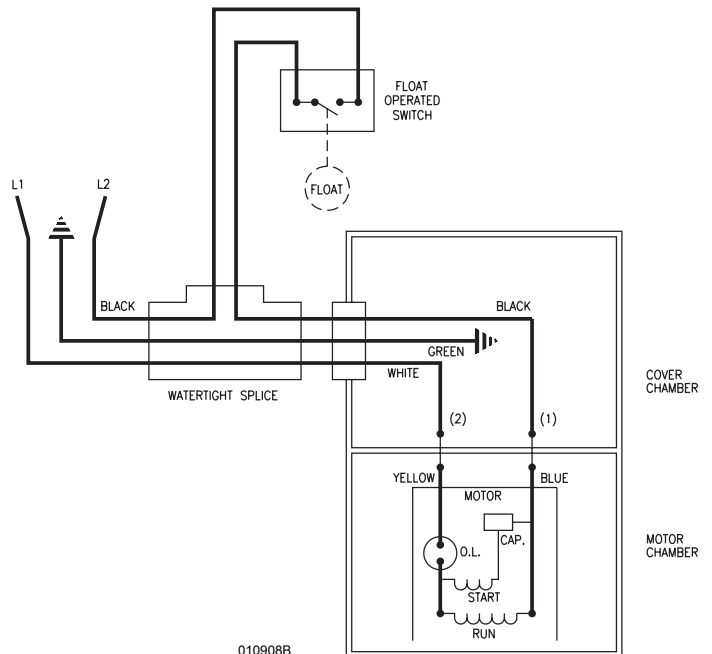 FLOAT
OPERATED
SWITCH
L1
L2
FLOAT
BLACK
BLACK
GREEN
WHITE
WATERTIGHT SPLICE
COVER
CHAMBER
(2)
(1)
YELLOW
BLUE
MOTOR
CAP.
O.L.
MOTOR
CHAMBER
START
RUN
010908B